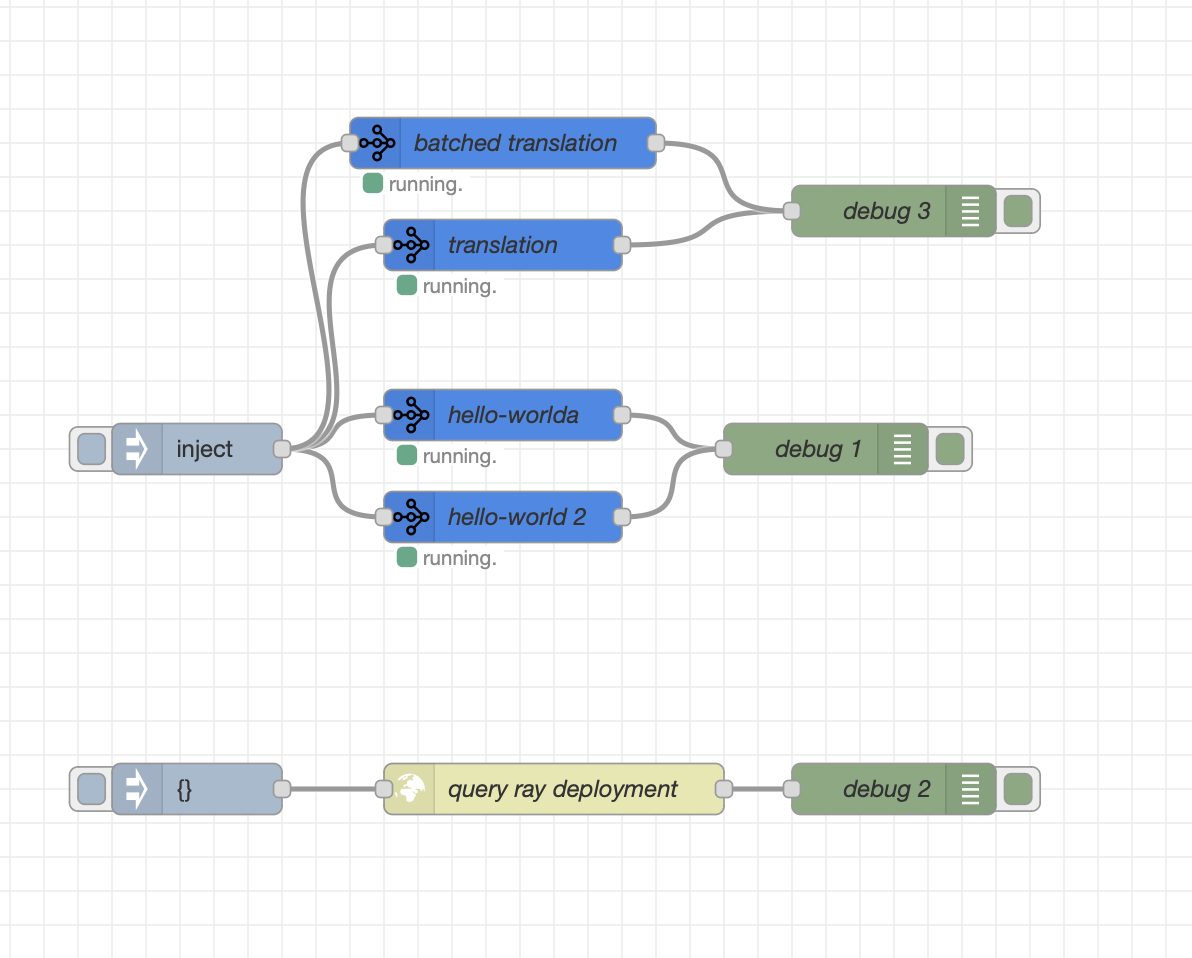 batched translation
running.
debug 3
translation
running.
hello-worlda
running.
inject
debug 1
hello-world 2
running.
{}
query ray deployment
debug 2